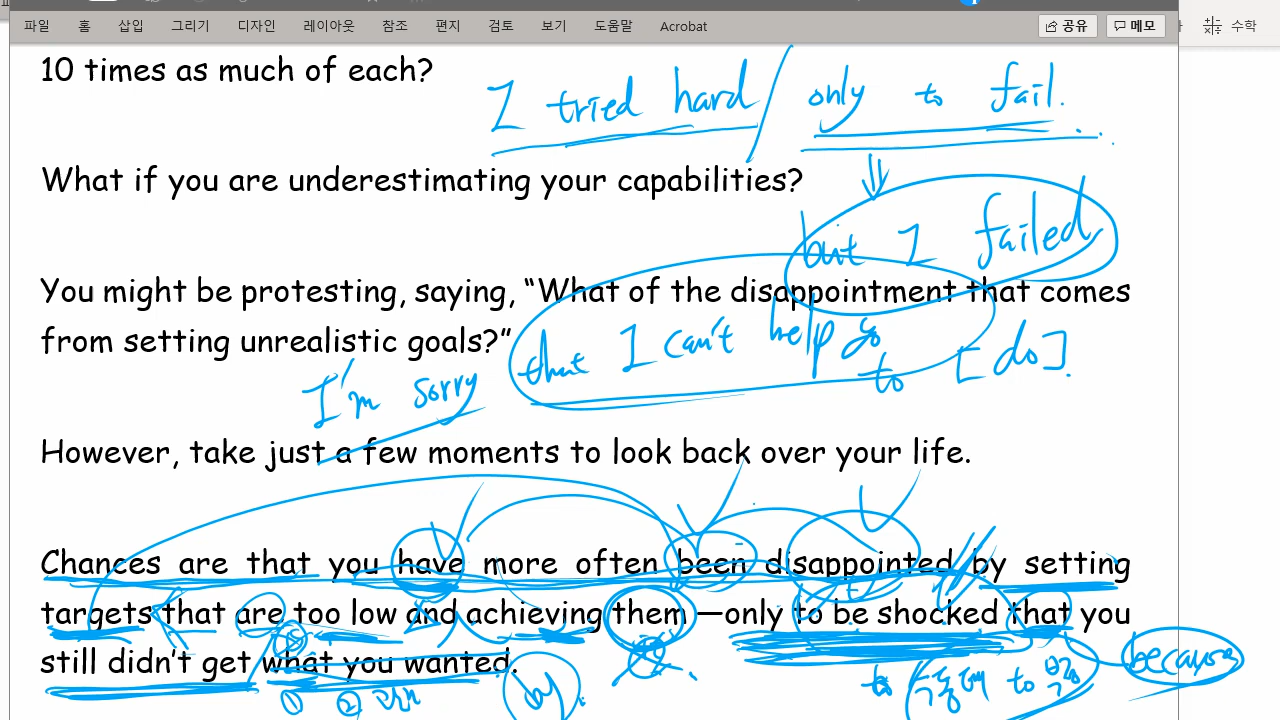 파일 홈 삽입 그리기 디자인 레이아웃 참조 편지 검토 보기 도움말 Acrobat 공유 메모 수학
10 times as much of each?
I tried hard / only to fail.
What if you are underestimating your capabilities?
but I failed
You might be protesting, saying, “What of the disappointment that comes
from setting unrealistic goals?”
that I can't help
to [do].
I'm sorry
However, take just a few moments to look back over your life.
Chances are that you have more often been disappointed by setting
targets that are too low and achieving them —only to be shocked that you
still didn’t get what you wanted.
because
① ②
by
to
to